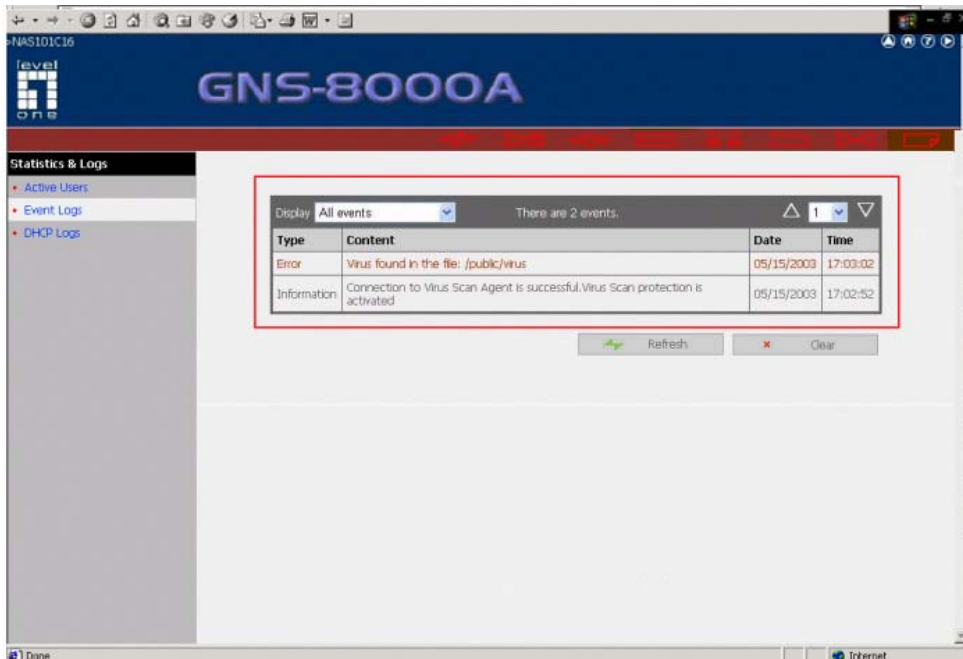 >NAS101C16
level
one
GNS-8000A
Statistics & Logs
• Active Users
• Event Logs
• DHCP Logs
Display All events There are 2 events. 1
Type Content Date Time
Error Virus found in the file: /public/virus 05/15/2003 17:03:02
Information Connection to Virus Scan Agent is successful.Virus Scan protection is
activated 05/15/2003 17:02:52
Refresh Clear
Done Internet